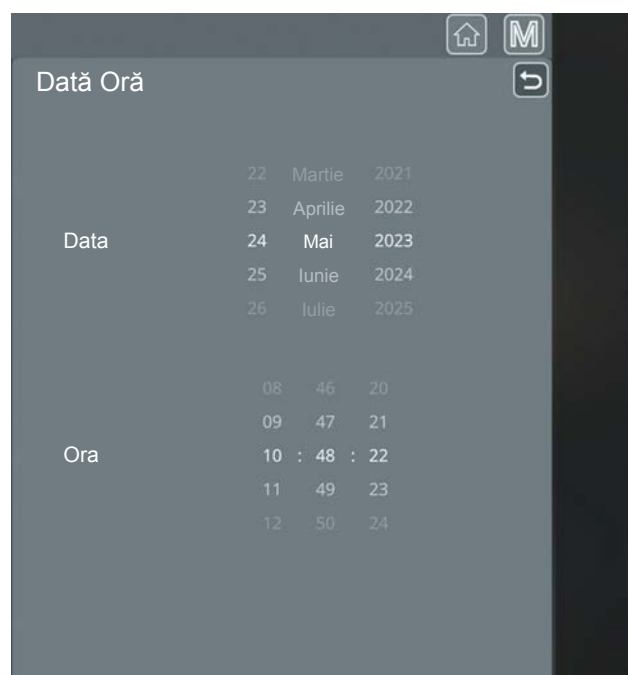 M
Dată Oră
22 Martie 2021
23 Aprilie 2022
Data 24 Mai 2023
25 Iunie 2024
26 Iulie 2025
08 46 20
09 47 21
Ora 10 : 48 : 22
11 49 23
12 50 24